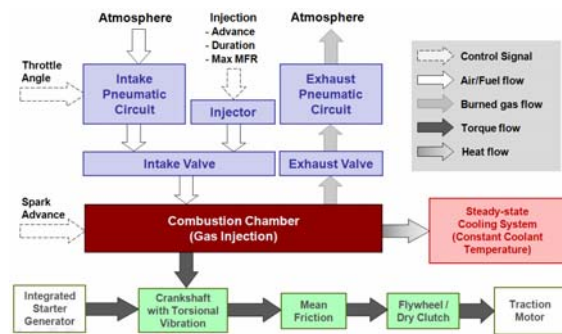 Atmosphere
Injection
- Advance
- Duration
- Max MFR
Atmosphere
Throttle
Angle
Intake
Pneumatic
Circuit
Injector
Exhaust
Pneumatic
Circuit
Control Signal
Air/Fuel flow
Burned gas flow
Torque flow
Heat flow
Intake Valve
Exhaust Valve
Spark
Advance
Combustion Chamber
(Gas Injection)
Steady-state
Cooling System
(Constant Coolant
Temperature)
Integrated
Starter
Generator
Crankshaft
with Torsional
Vibration
Mean
Friction
Flywheel /
Dry Clutch
Traction
Motor